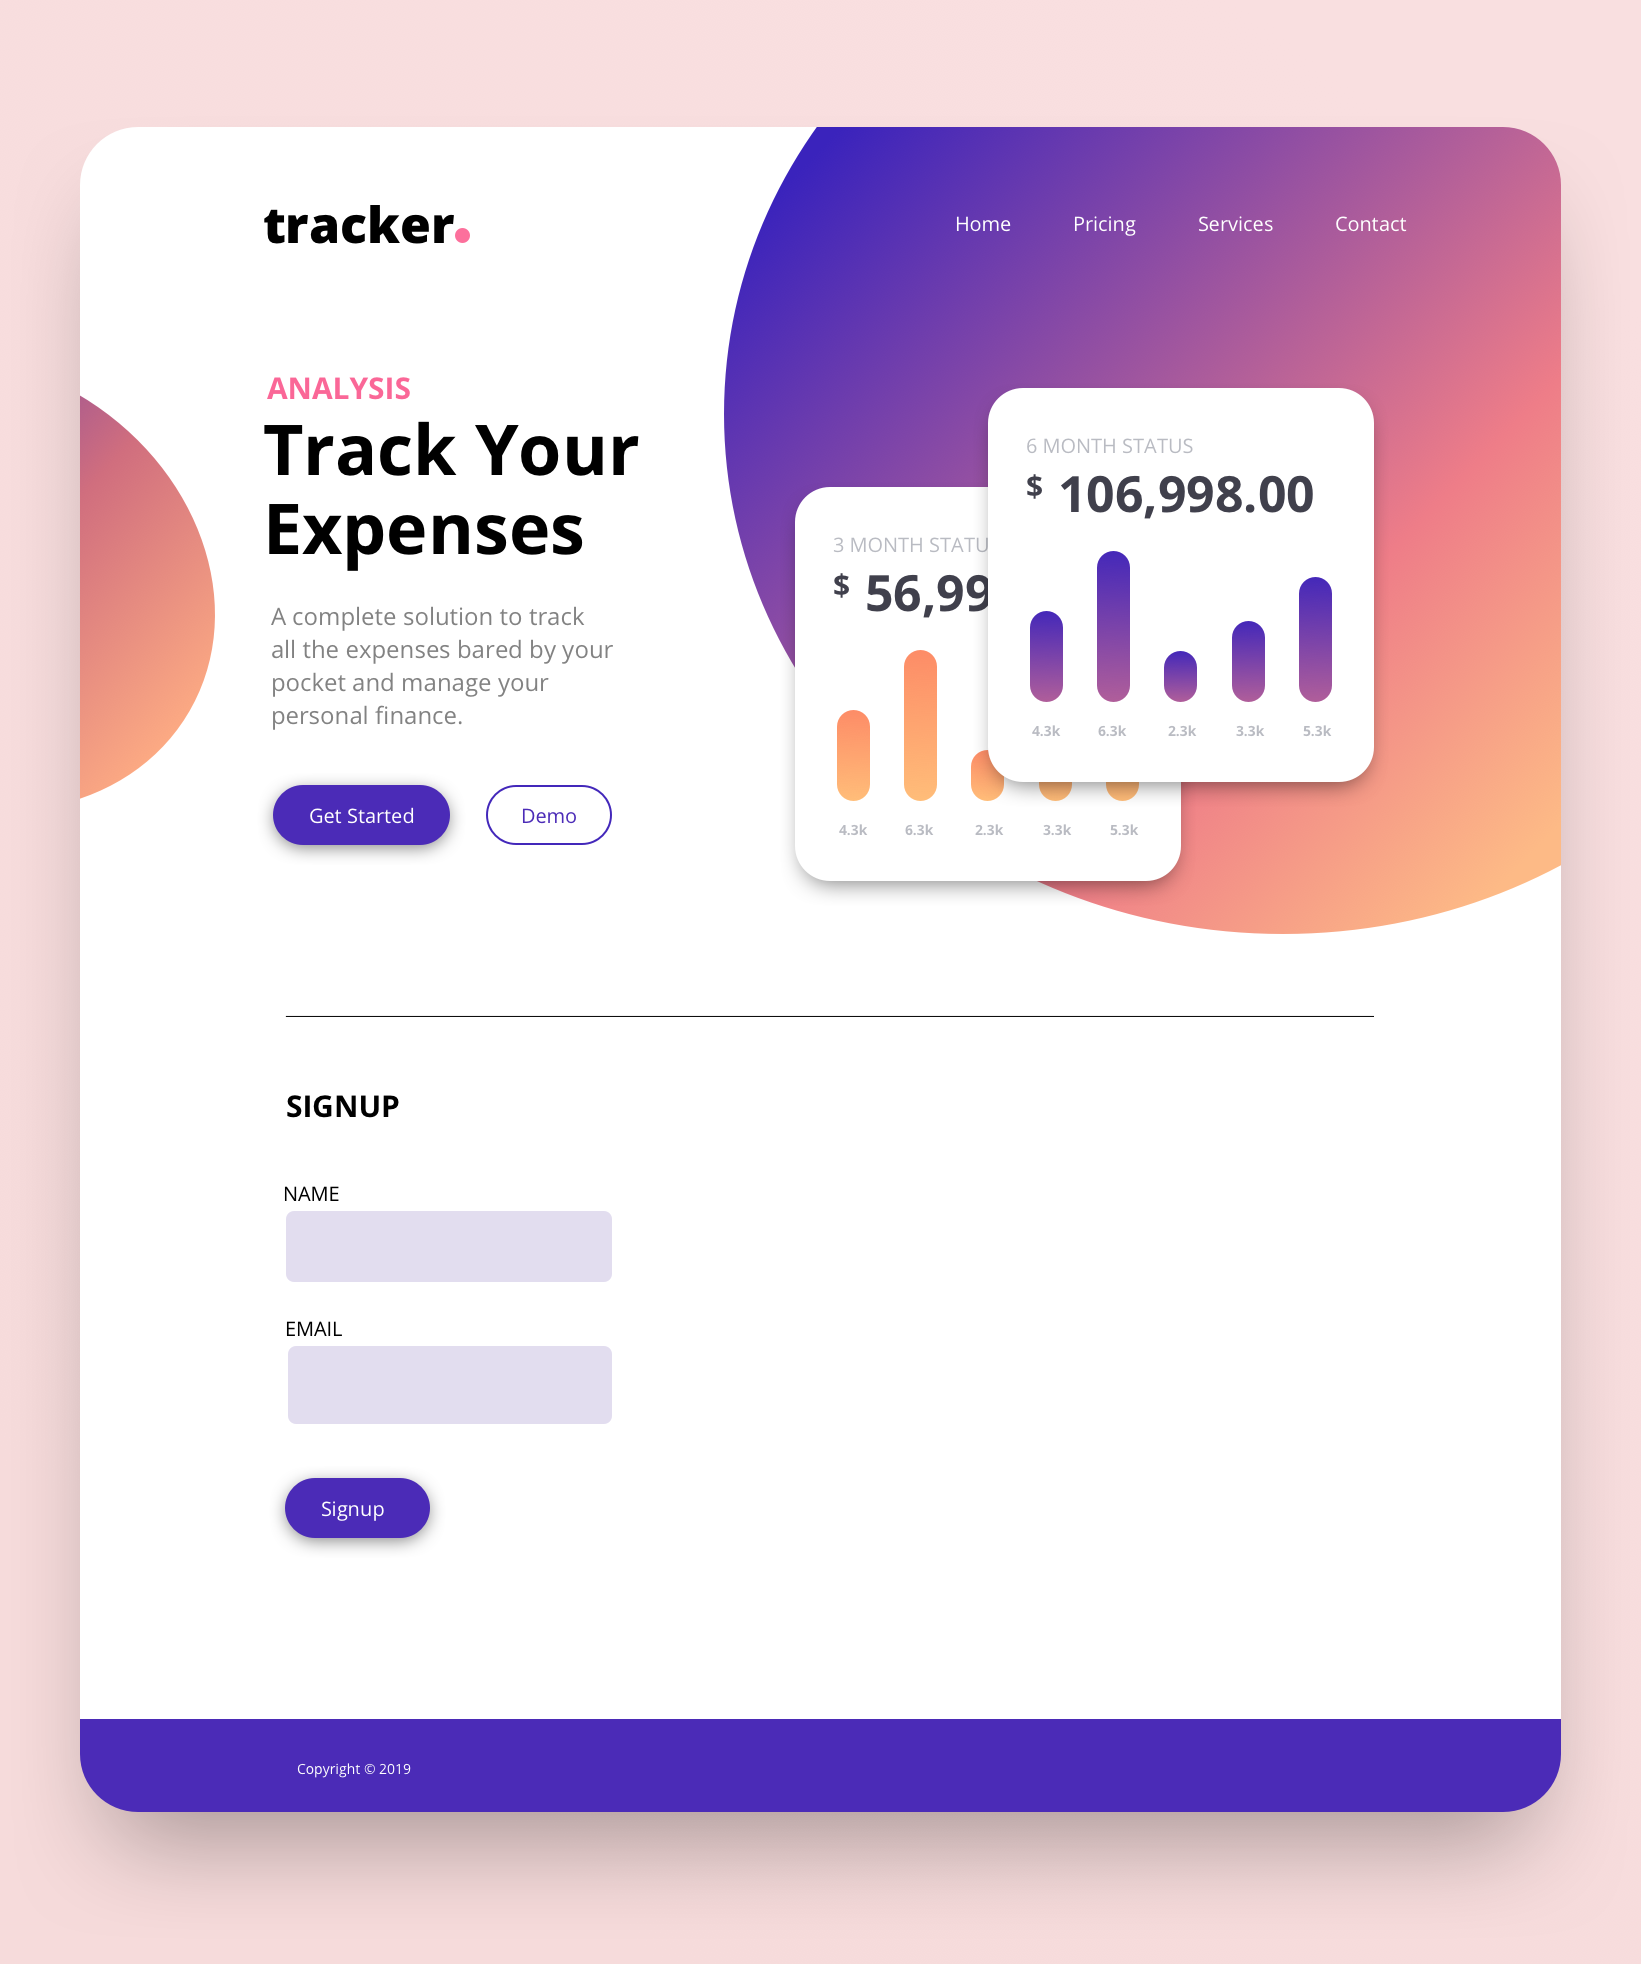 tracker.
Home Pricing Services Contact
ANALYSIS
Track Your
Expenses
A complete solution to track
all the expenses bared by your
pocket and manage your
personal finance.
Get Started Demo
6 MONTH STATUS
$ 106,998.00
4.3k 6.3k 2.3k 3.3k 5.3k
3 MONTH STATU
$ 56,99
4.3k 6.3k 2.3k 3.3k 5.3k
SIGNUP
NAME
EMAIL
Signup
Copyright © 2019